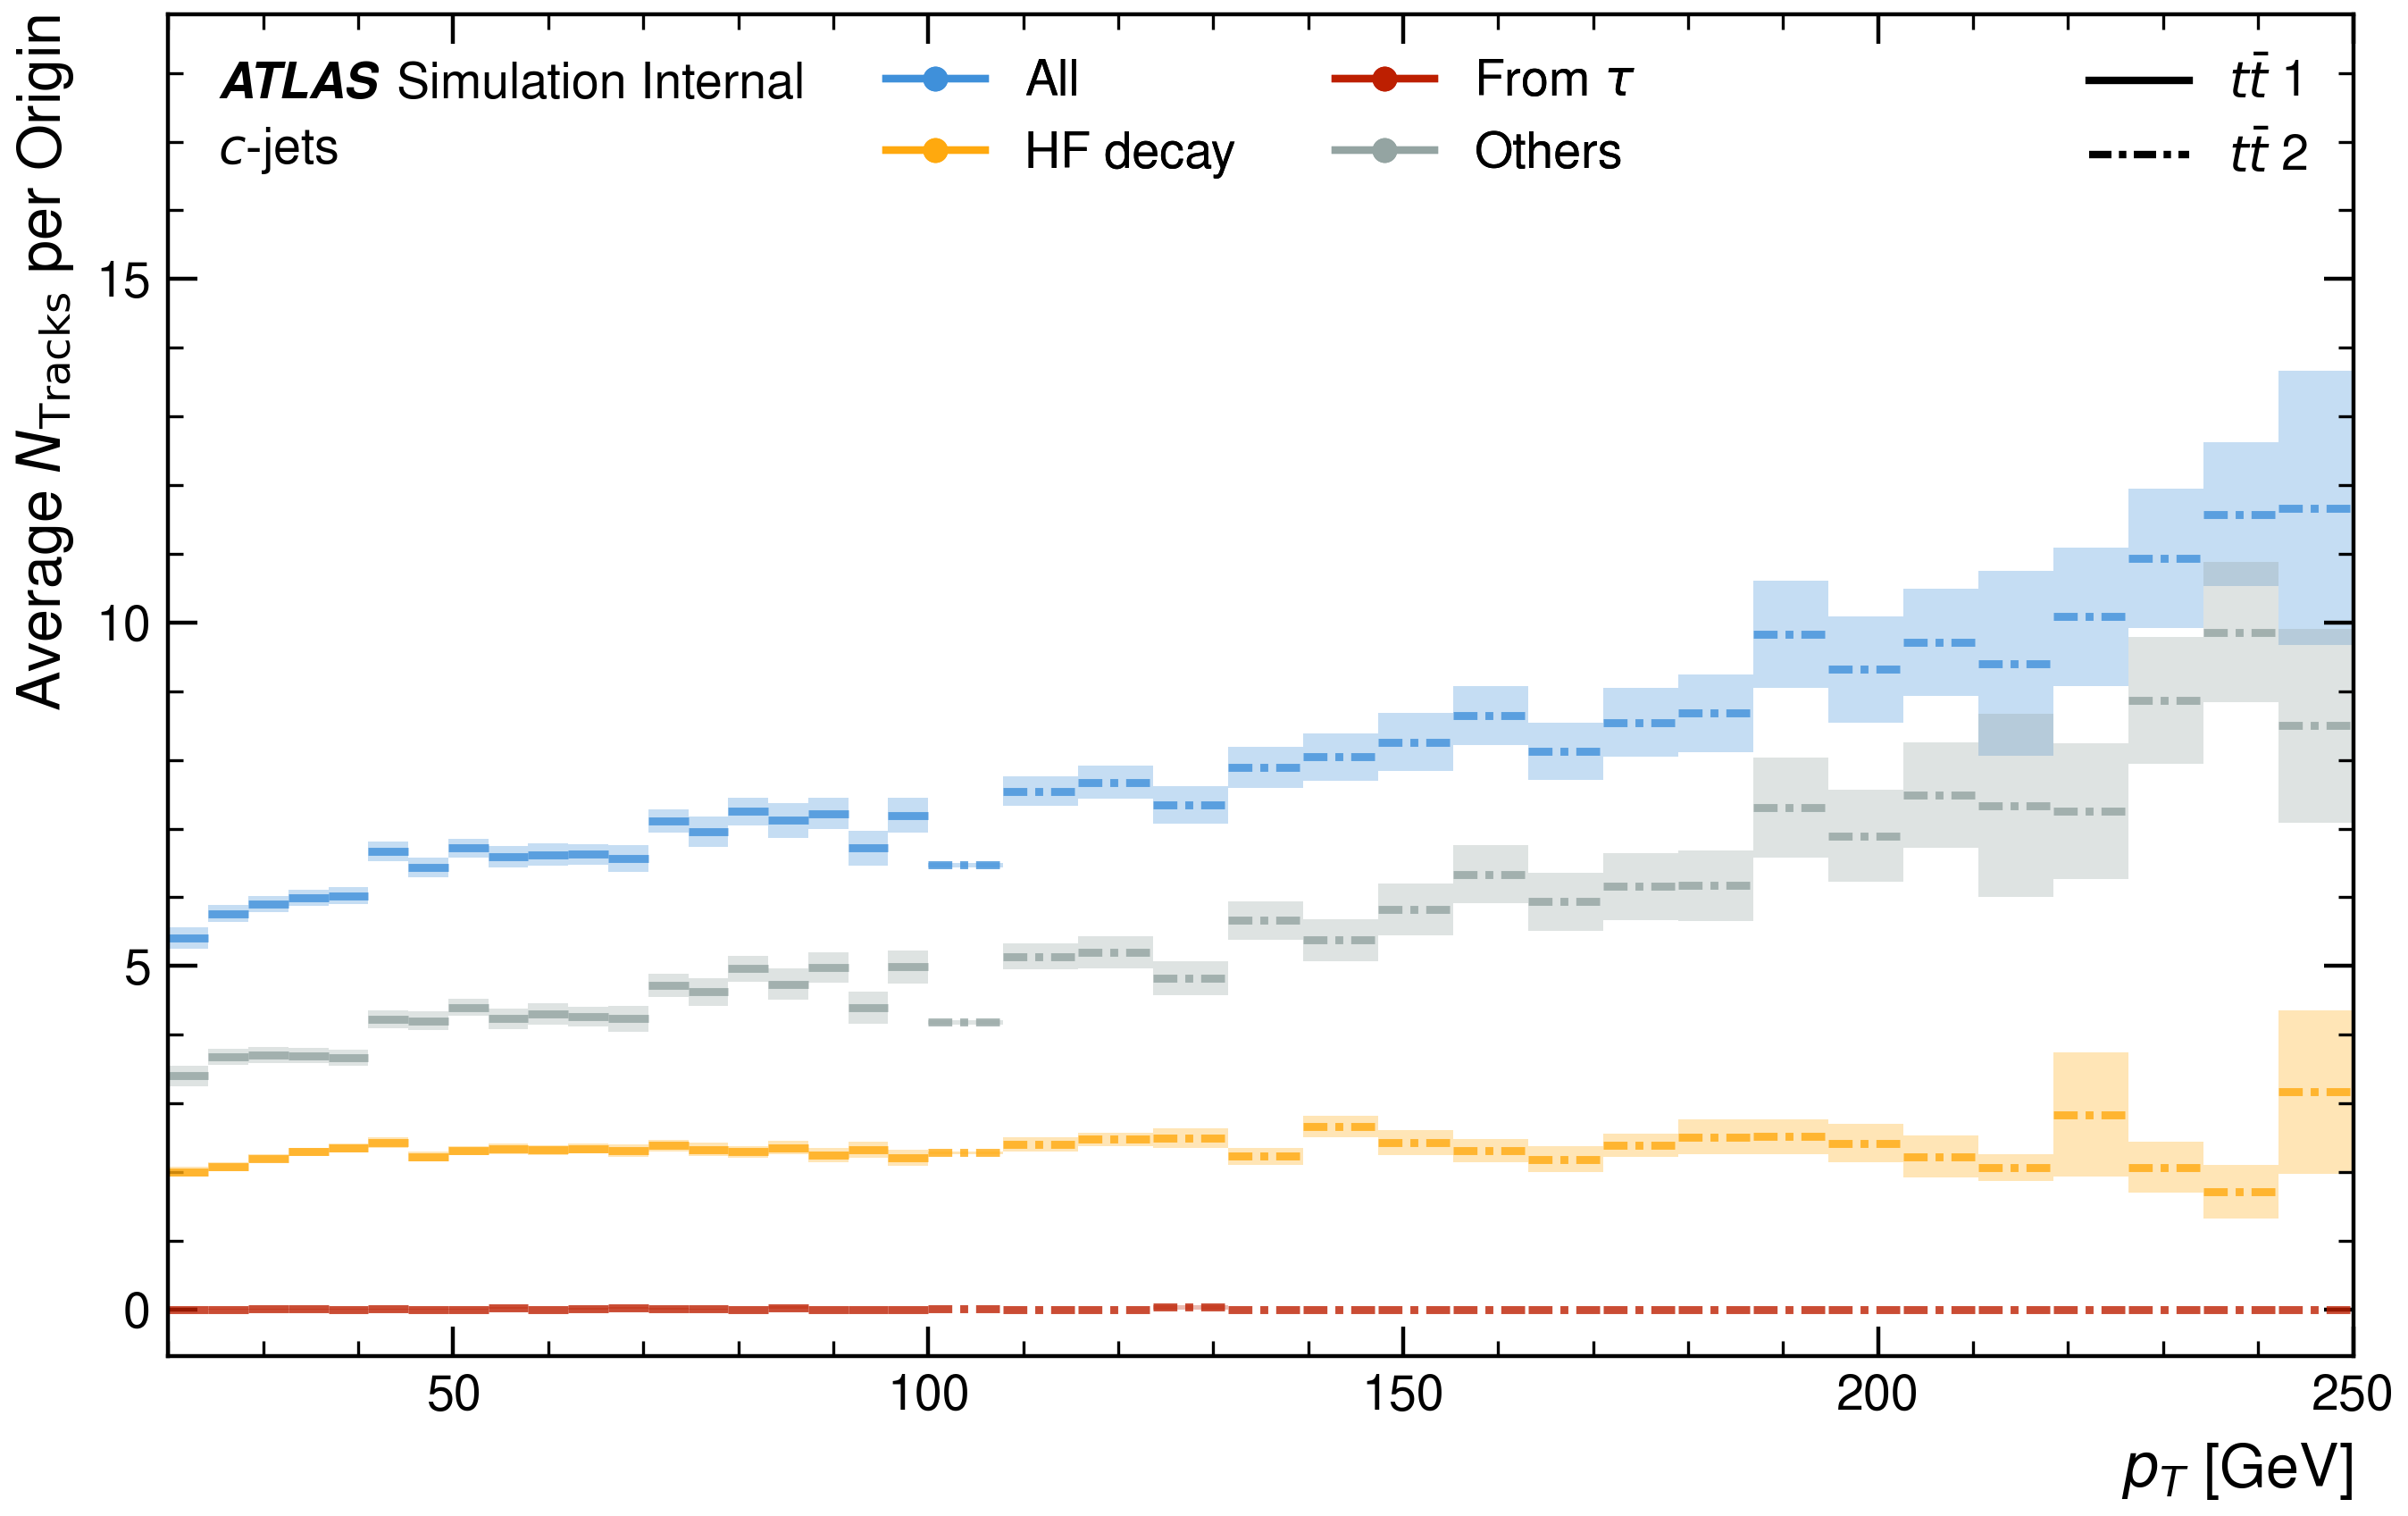 Average N_Tracks per Origin
ATLAS Simulation Internal
c-jets
All
HF decay
From τ
Others
tt̄ 1
tt̄ 2
15
10
5
0
50 100 150 200 250
p_T [GeV]